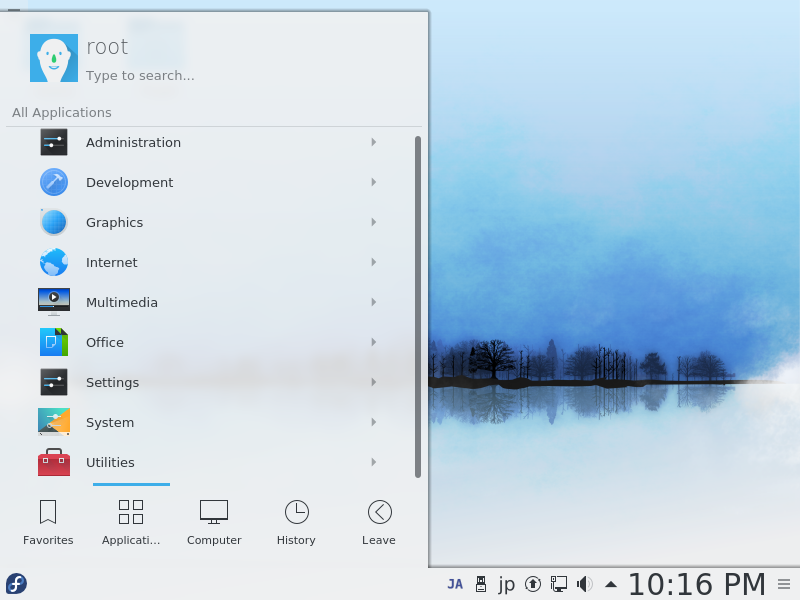 root
Type to search...
All Applications
Administration
Development
Graphics
Internet
Multimedia
Office
Settings
System
Utilities
Favorites Applicati... Computer History Leave
JA jp 10:16 PM